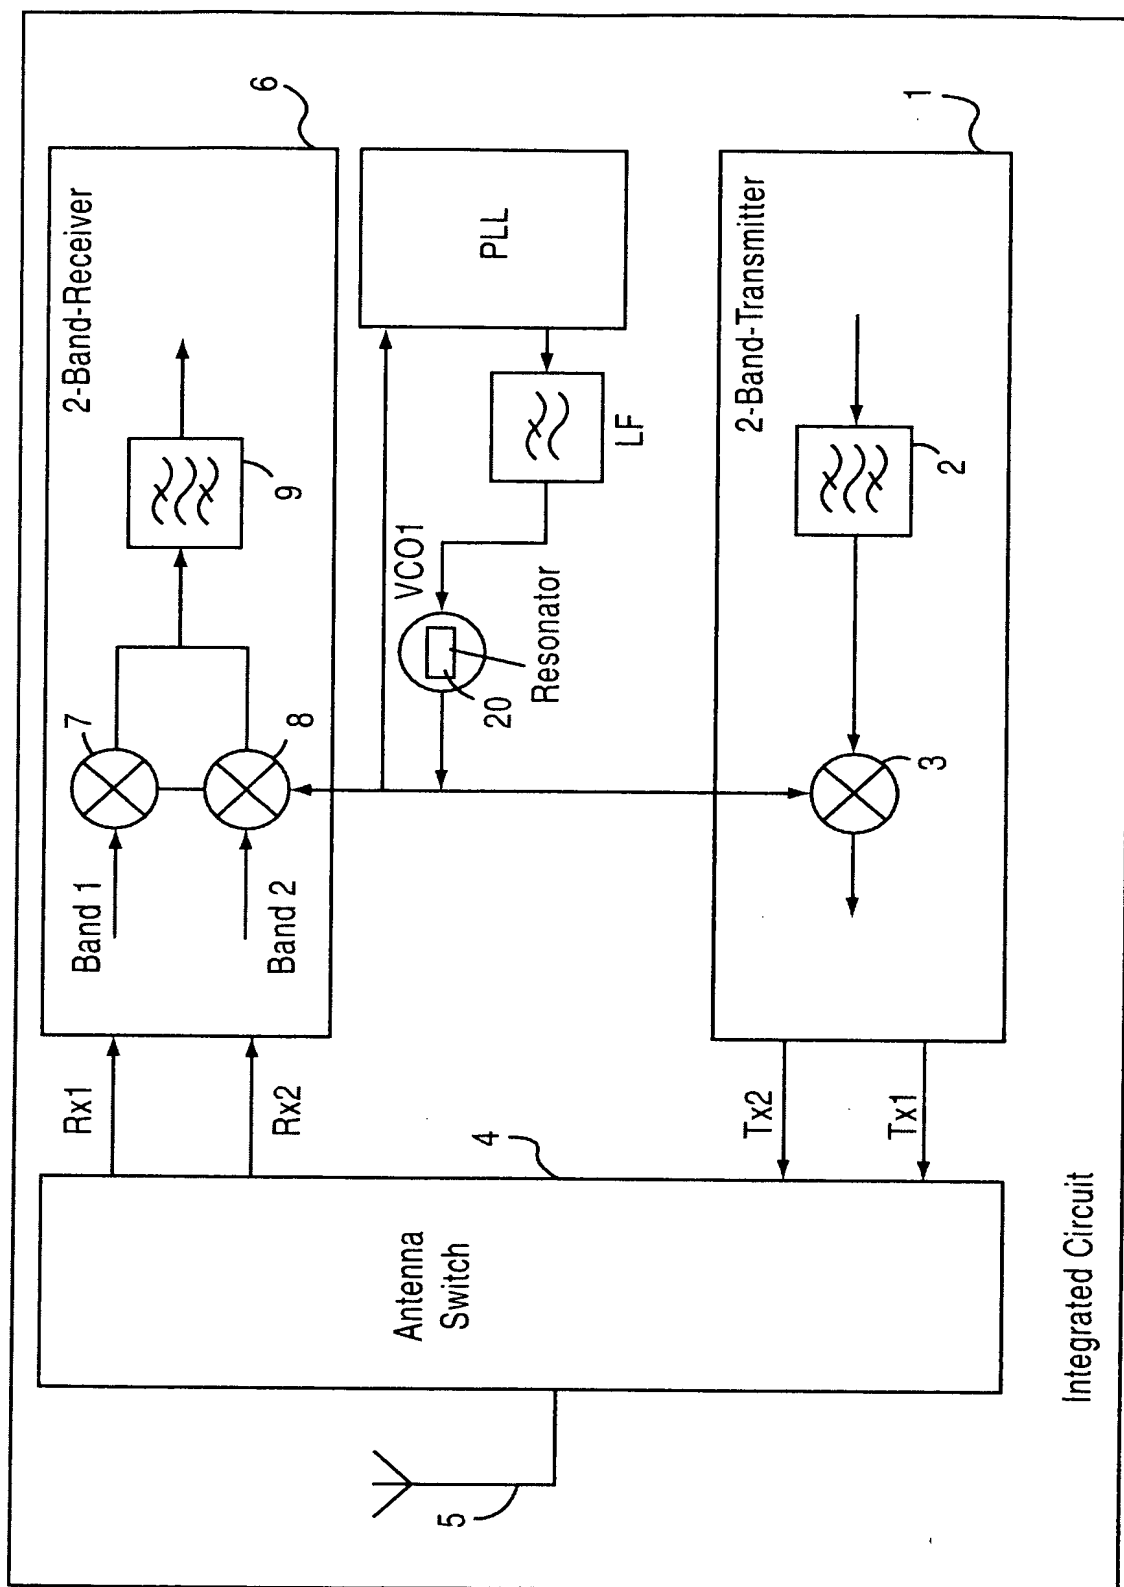 6
2-Band-Receiver
9
7
8
Band 1
Band 2
Rx1
Rx2
PLL
LF
VCO1
Resonator
20
1
2-Band-Transmitter
2
3
Tx2
Tx1
4
Antenna
Switch
5
Integrated Circuit